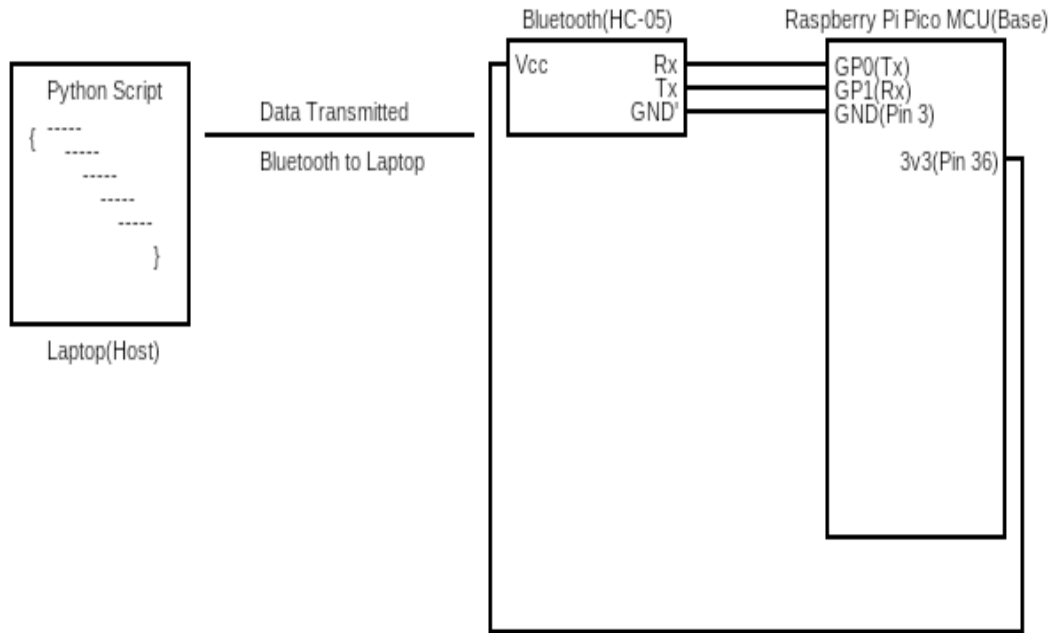 Bluetooth(HC-05)
Raspberry Pi Pico MCU(Base)
Python Script
{ -----
-----
-----
-----
-----
}
Laptop(Host)
Data Transmitted
Bluetooth to Laptop
Vcc
Rx
Tx
GND'
GP0(Tx)
GP1(Rx)
GND(Pin 3)
3v3(Pin 36)